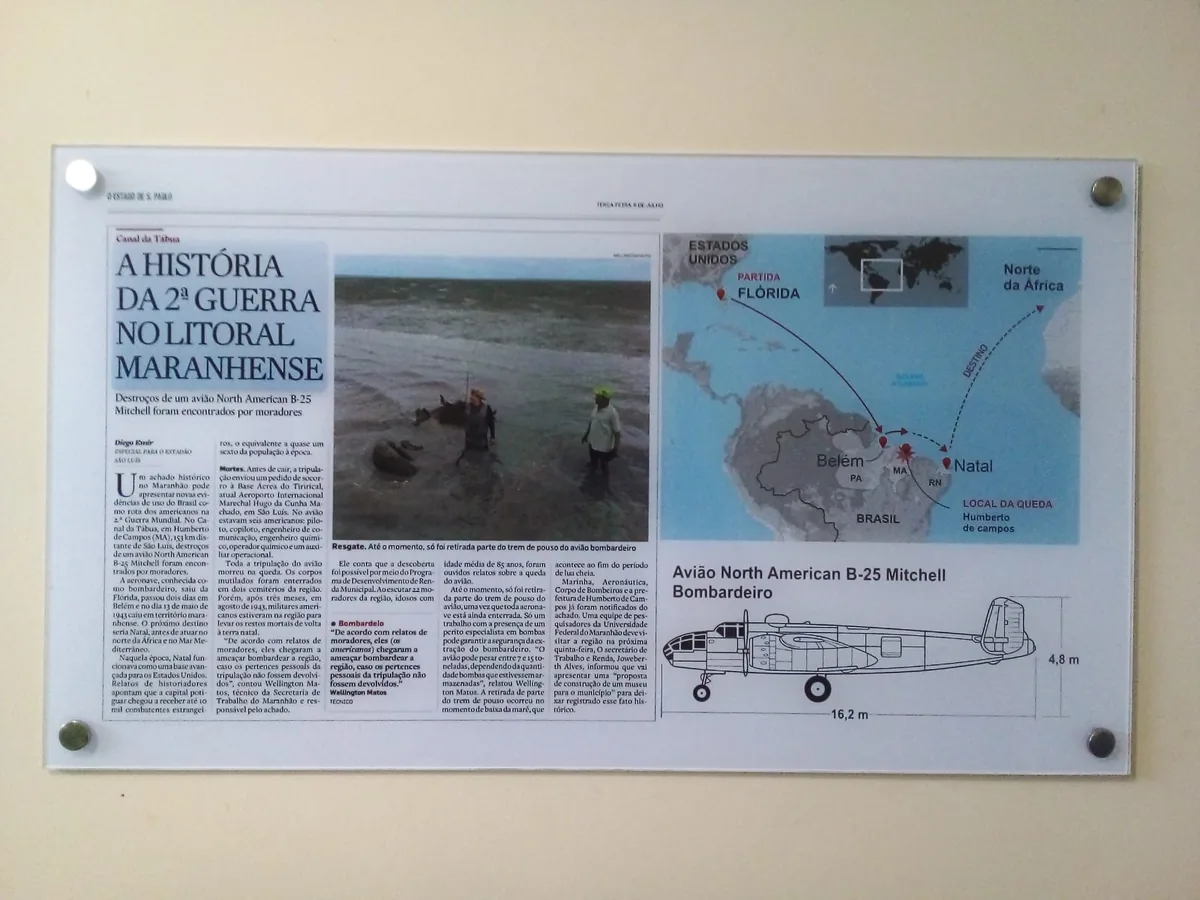 O ESTADO DE S. PAULO
TERÇA-FEIRA 9 DE JULHO
Canal da Tábua
A HISTÓRIA
DA 2ª GUERRA
NO LITORAL
MARANHENSE
Destroços de um avião North American B-25
Mitchell foram encontrados por moradores
Diego Emir
ESPECIAL PARA O ESTADÃO
SÃO LUÍS
Um achado histórico
no Maranhão pode
apresentar novas evi-
dências de uso do Brasil co-
mo rota dos americanos na
2.ª Guerra Mundial. No Ca-
nal da Tábua, em Humberto
de Campos (MA), 153 km dis-
tante de São Luís, destroços
de um avião North American
B-25 Mitchell foram encon-
trados por moradores.
A aeronave, conhecida co-
mo bombardeiro, saiu da
Flórida, passou dois dias em
Belém e no dia 13 de maio de
1943 caiu em território mara-
nhense. O próximo destino
seria Natal, antes de atuar no
norte da África e no Mar Me-
diterrâneo.
Naquela época, Natal fun-
cionava como uma base avan-
çada para os Estados Unidos.
Relatos de historiadores
apontam que a capital poti-
guar chegou a receber até 10
mil combatentes estrangei-
ros, o equivalente a quase um
sexto da população à época.
Mortes. Antes de cair, a tripula-
ção enviou um pedido de socor-
ro à Base Aérea do Tirirical,
atual Aeroporto Internacional
Marechal Hugo da Cunha Ma-
chado, em São Luís. No avião
estavam seis americanos: pilo-
to, copiloto, engenheiro de co-
municação, engenheiro quími-
co, operador químico e um auxi-
liar operacional.
Toda a tripulação do avião
morreu na queda. Os corpos
mutilados foram enterrados
em dois cemitérios da região.
Porém, após três meses, em
agosto de 1943, militares ameri-
canos estiveram na região para
levar os restos mortais de volta
à terra natal.
"De acordo com relatos de
moradores, eles chegaram a
ameaçar bombardear a região,
caso os pertences pessoais da
tripulação não fossem devolvi-
dos", contou Wellington Ma-
tos, técnico da Secretaria de
Trabalho do Maranhão e res-
ponsável pelo achado.
Resgate. Até o momento, só foi retirada parte do trem de pouso do avião bombardeiro
Ele conta que a descoberta
foi possível por meio do Progra-
ma de Desenvolvimento de Ren-
da Municipal. Ao escutar 22 mo-
radores da região, idosos com
● Bombardeio
"De acordo com relatos de
moradores, eles (os
americanos) chegaram a
ameaçar bombardear a
região, caso os pertences
pessoais da tripulação não
fossem devolvidos."
Wellington Matos
TÉCNICO
idade média de 85 anos, foram
ouvidos relatos sobre a queda
do avião.
Até o momento, só foi retira-
da parte do trem de pouso do
avião, uma vez que toda aerona-
ve está ainda enterrada. Só um
trabalho com a presença de um
perito especialista em bombas
pode garantir a segurança da ex-
tração do bombardeiro. "O
avião pode pesar entre 7 e 15 to-
neladas, dependendo da quanti-
dade bombas que estivessem ar-
mazenadas", relatou Welling-
ton Matos. A retirada de parte
do trem de pouso ocorreu no
momento de baixa da maré, que
acontece ao fim do período
de lua cheia.
Marinha, Aeronáutica,
Corpo de Bombeiros e a pre-
feitura de Humberto de Cam-
pos já foram notificados do
achado. Uma equipe de pes-
quisadores da Universidade
Federal do Maranhão deve vi-
sitar a região na próxima
quinta-feira. O secretário de
Trabalho e Renda, Joweber-
th Alves, informou que vai
apresentar uma "proposta
de construção de um museu
para o município" para dei-
xar registrado esse fato his-
tórico.
ESTADOS
UNIDOS
PARTIDA
FLÓRIDA
Norte
da África
OCEANO
ATLÂNTICO
DESTINO
Belém
MA
Natal
PA
RN
BRASIL
LOCAL DA QUEDA
Humberto
de campos
Avião North American B-25 Mitchell
Bombardeiro
4,8 m
16,2 m